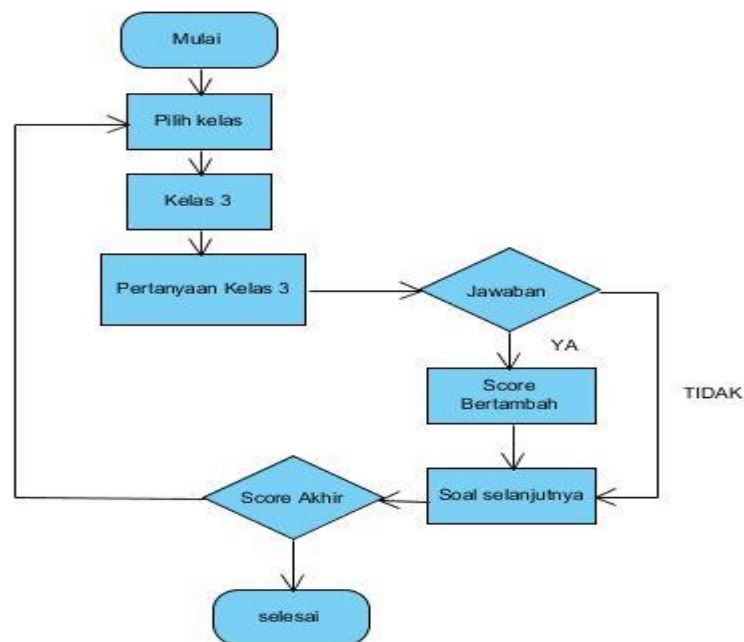 Mulai
Pilih kelas
Kelas 3
Pertanyaan Kelas 3
Jawaban
YA
TIDAK
Score
Bertambah
Soal selanjutnya
Score Akhir
selesai